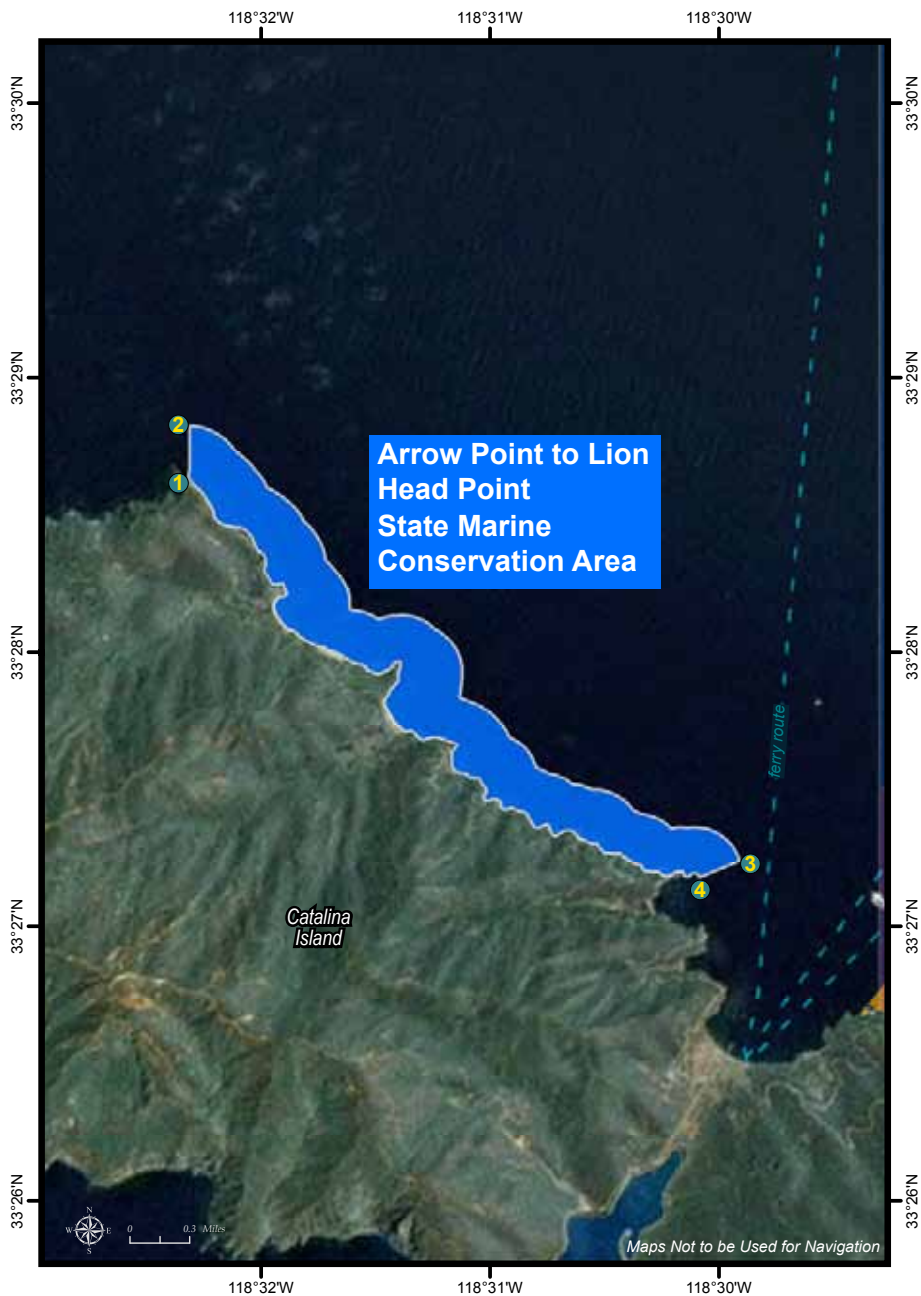 118°32'W 118°31'W 118°30'W
33°30'N 33°30'N
33°29'N 33°29'N
2
Arrow Point to Lion
Head Point
State Marine
Conservation Area
1
33°28'N 33°28'N
ferry route
3
4
33°27'N 33°27'N
Catalina
Island
33°26'N 33°26'N
N
W E
S
0 0.3 Miles
Maps Not to be Used for Navigation
118°32'W 118°31'W 118°30'W